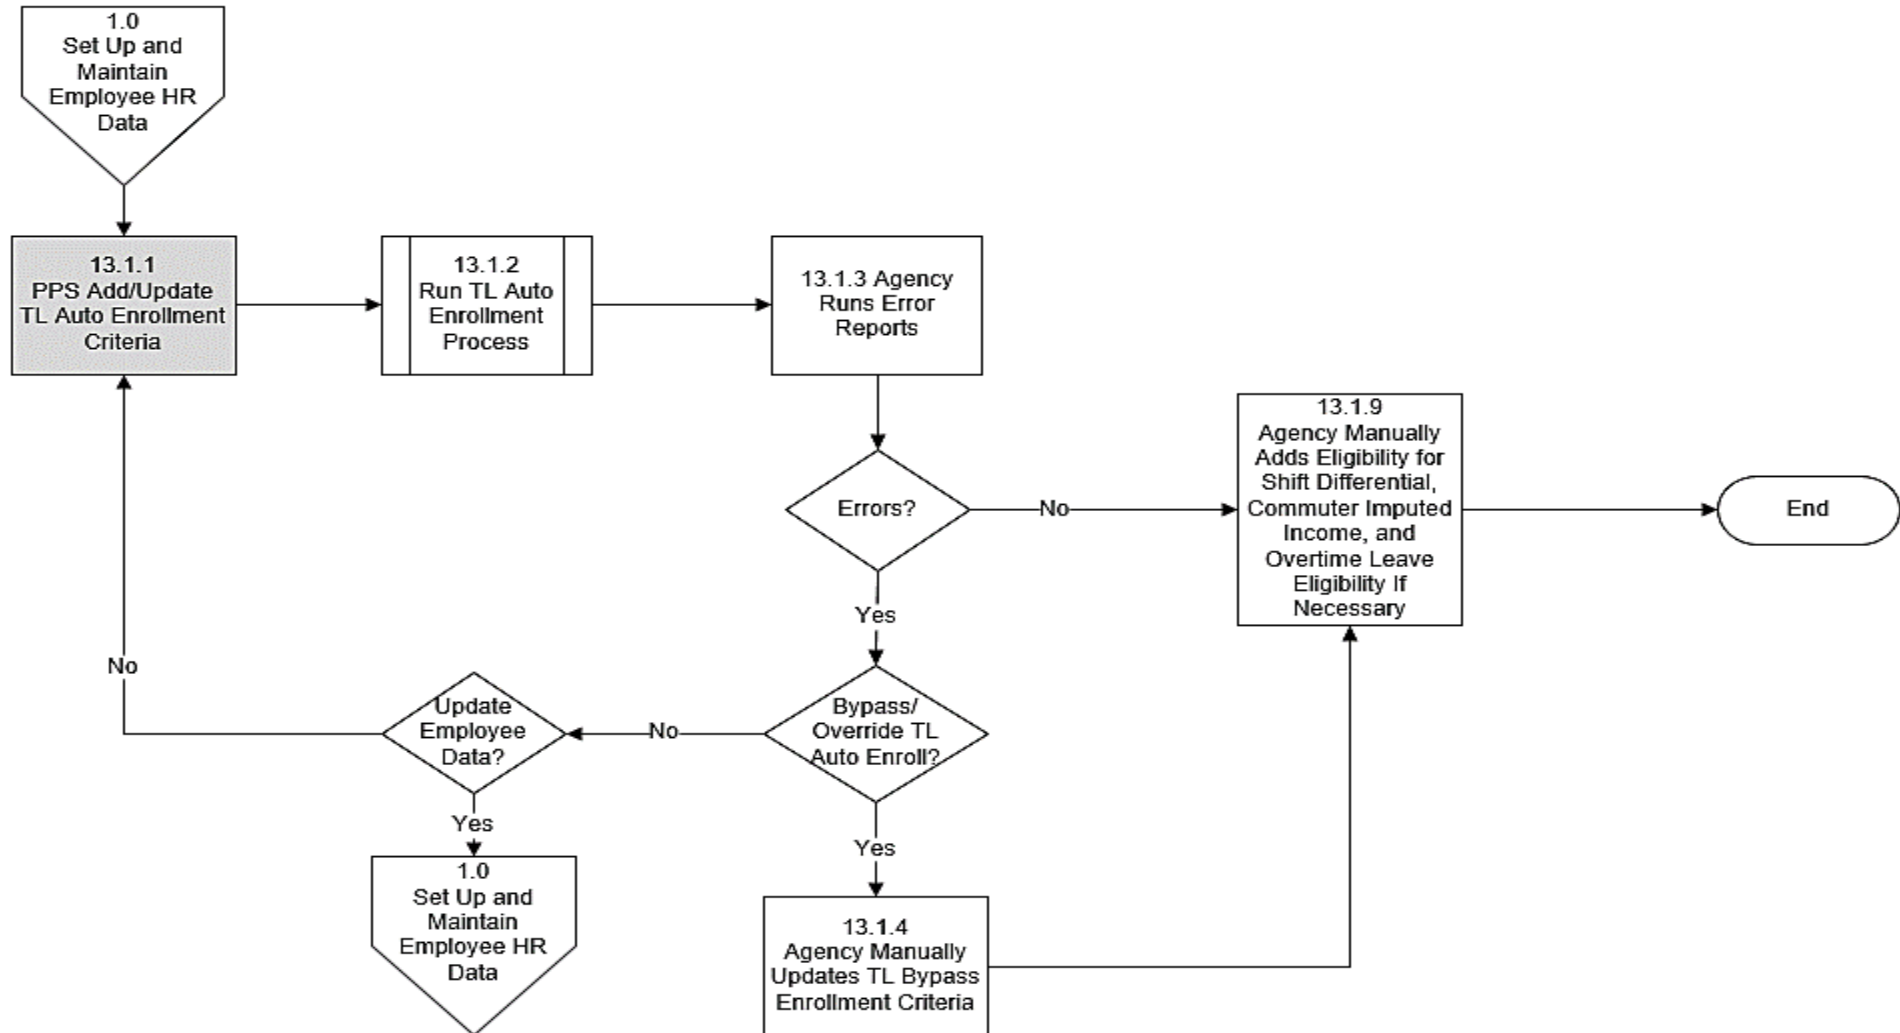 1.0
Set Up and
Maintain
Employee HR
Data
13.1.1
PPS Add/Update
TL Auto Enrollment
Criteria
13.1.2
Run TL Auto
Enrollment
Process
13.1.3 Agency
Runs Error
Reports
Errors?
No
13.1.9
Agency Manually
Adds Eligibility for
Shift Differential,
Commuter Imputed
Income, and
Overtime Leave
Eligibility If
Necessary
End
Yes
Bypass/
Override TL
Auto Enroll?
No
Update
Employee
Data?
No
Yes
1.0
Set Up and
Maintain
Employee HR
Data
Yes
13.1.4
Agency Manually
Updates TL Bypass
Enrollment Criteria